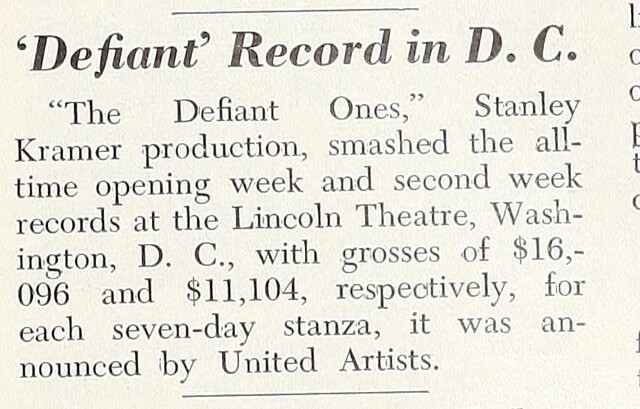 ‘Defiant’ Record in D. C.
“The Defiant Ones,” Stanley
Kramer production, smashed the all-
time opening week and second week
records at the Lincoln Theatre, Wash-
ington, D. C., with grosses of $16,-
096 and $11,104, respectively, for
each seven-day stanza, it was an-
nounced by United Artists.